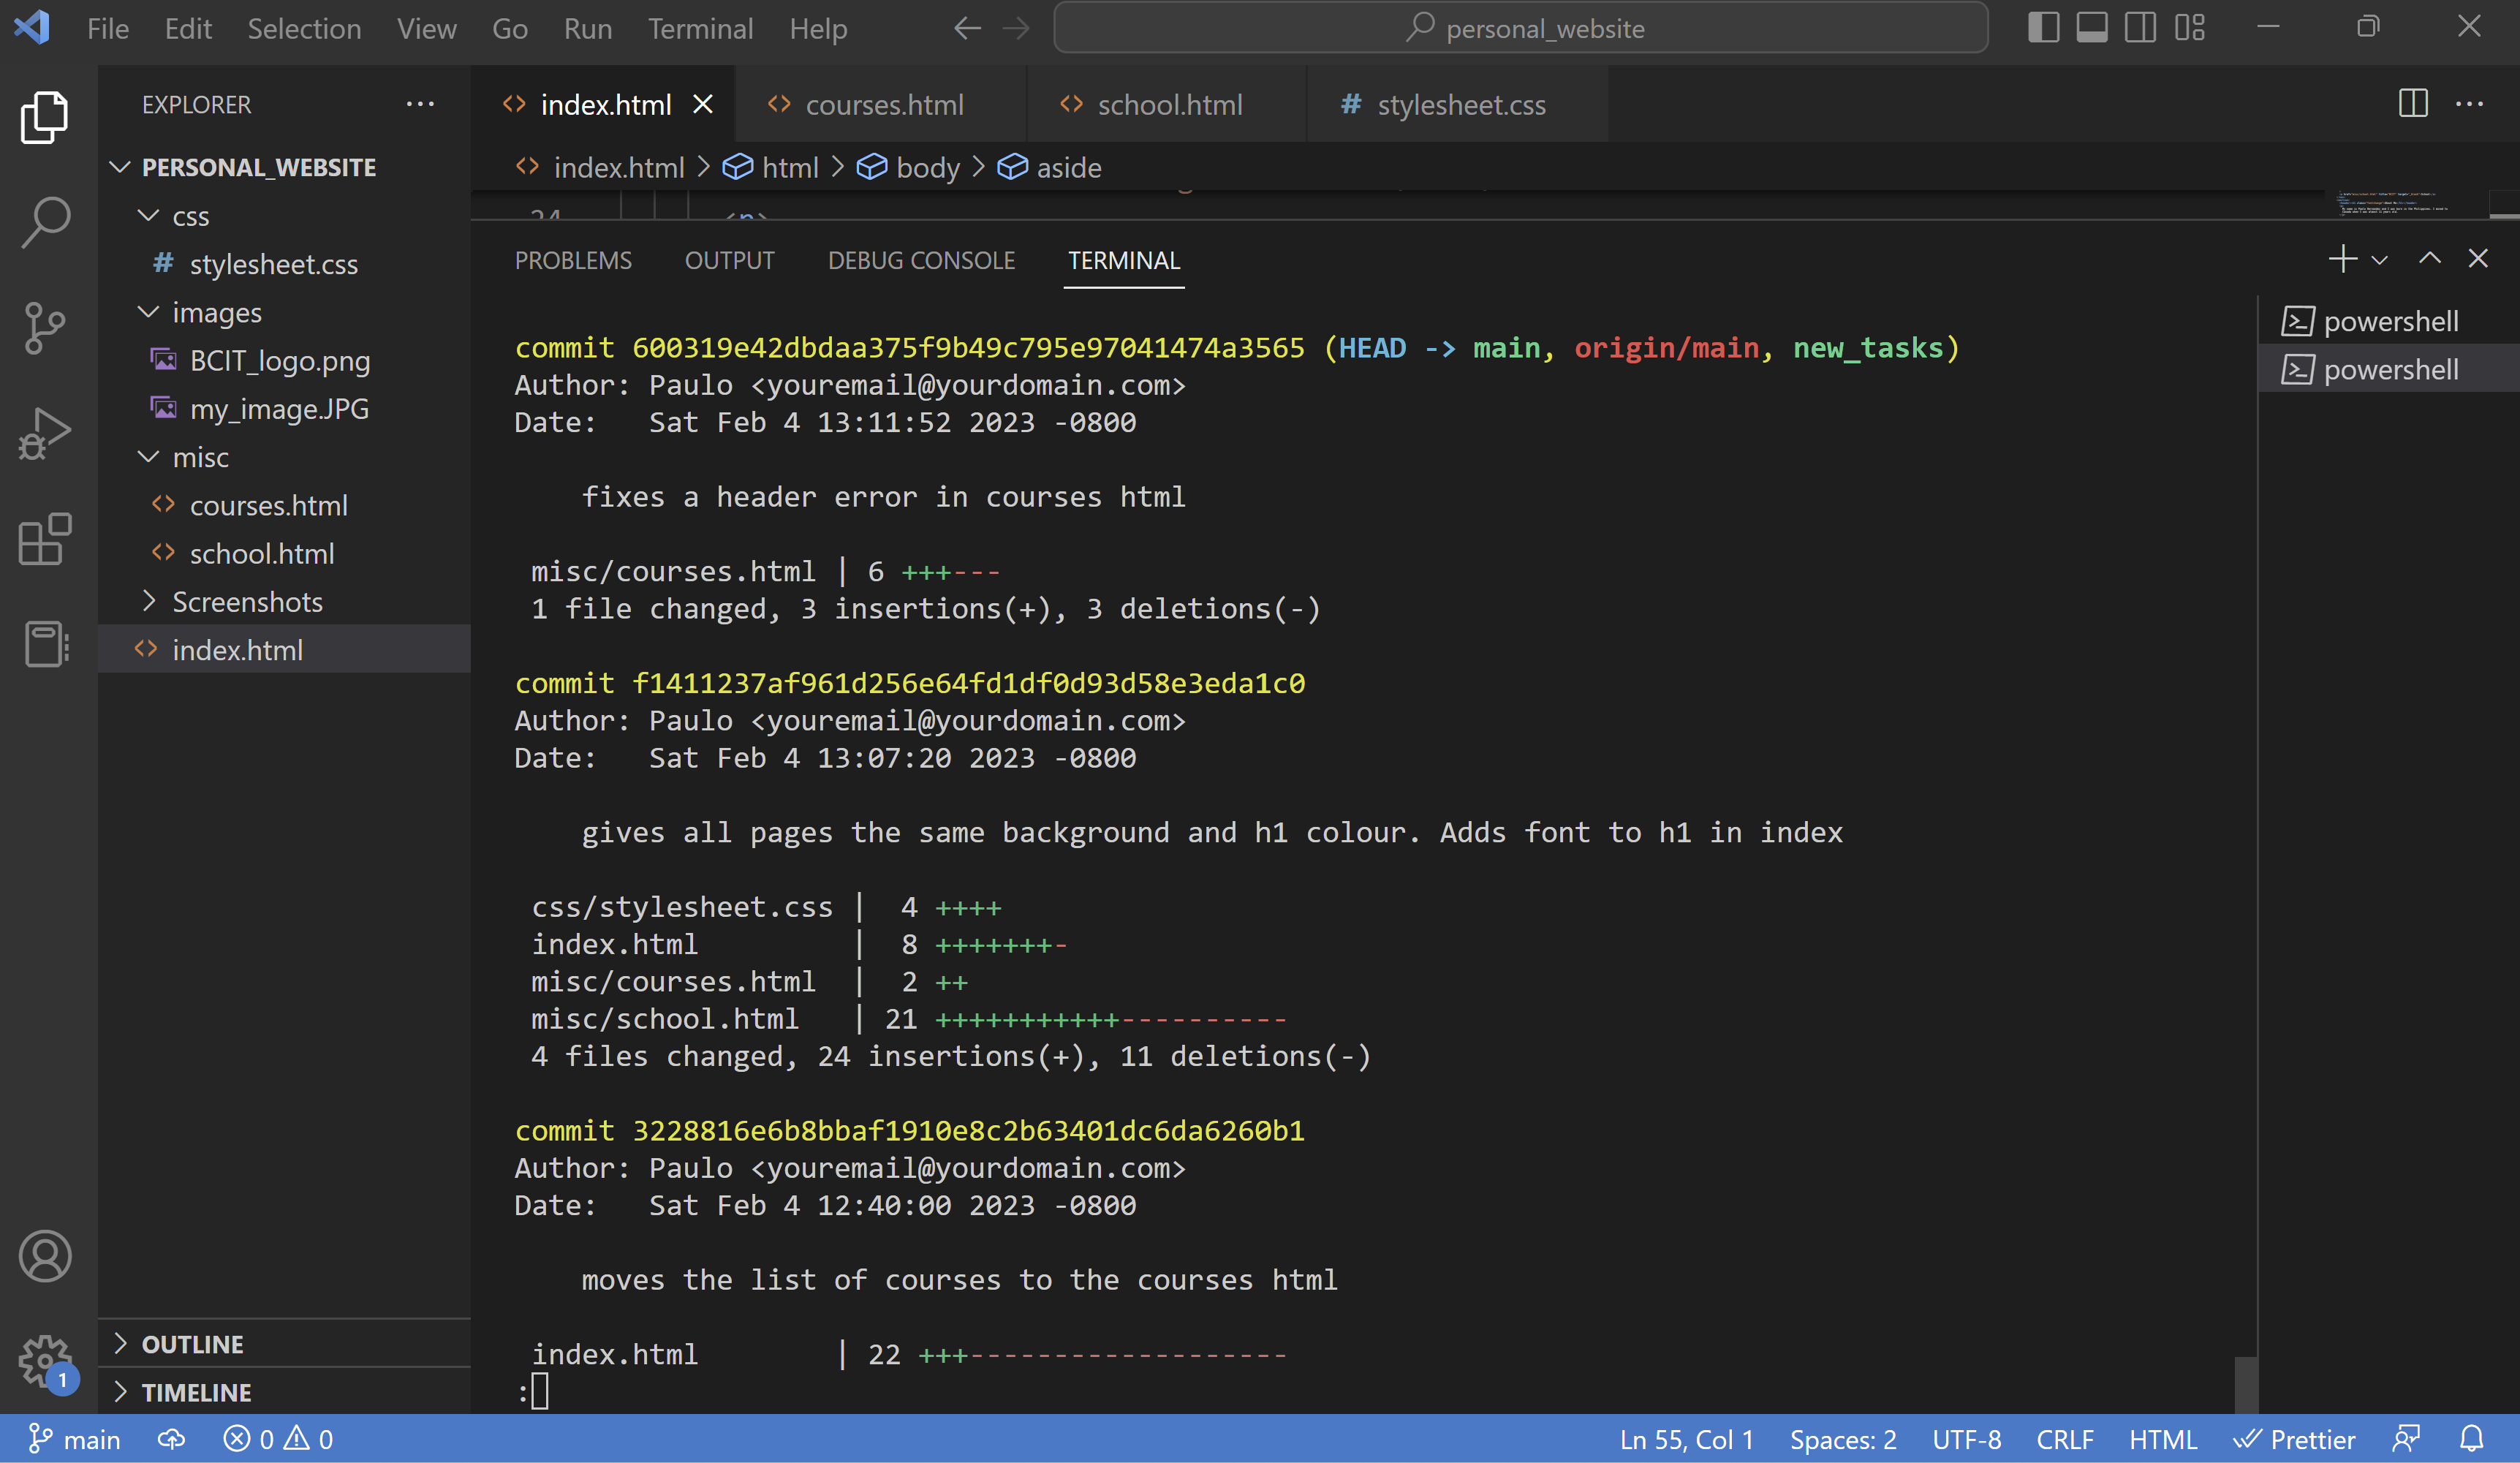 File Edit Selection View Go Run Terminal Help personal_website
EXPLORER
PERSONAL_WEBSITE
css
stylesheet.css
images
BCIT_logo.png
my_image.JPG
misc
courses.html
school.html
Screenshots
index.html
OUTLINE
TIMELINE
1
index.html courses.html school.html # stylesheet.css
index.html > html > body > aside
24 <p>
PROBLEMS OUTPUT DEBUG CONSOLE TERMINAL
powershell
powershell
commit 600319e42dbdaa375f9b49c795e97041474a3565 (HEAD -> main, origin/main, new_tasks)
Author: Paulo <youremail@yourdomain.com>
Date:   Sat Feb 4 13:11:52 2023 -0800
fixes a header error in courses html
misc/courses.html | 6 +++---
1 file changed, 3 insertions(+), 3 deletions(-)
commit f1411237af961d256e64fd1df0d93d58e3eda1c0
Author: Paulo <youremail@yourdomain.com>
Date:   Sat Feb 4 13:07:20 2023 -0800
gives all pages the same background and h1 colour. Adds font to h1 in index
css/stylesheet.css |  4 ++++
index.html         |  8 +++++++-
misc/courses.html  |  2 ++
misc/school.html   | 21 +++++++++++----------
4 files changed, 24 insertions(+), 11 deletions(-)
commit 3228816e6b8bbaf1910e8c2b63401dc6da6260b1
Author: Paulo <youremail@yourdomain.com>
Date:   Sat Feb 4 12:40:00 2023 -0800
moves the list of courses to the courses html
index.html        | 22 +++-------------------
:
main 0 0 Ln 55, Col 1 Spaces: 2 UTF-8 CRLF HTML Prettier